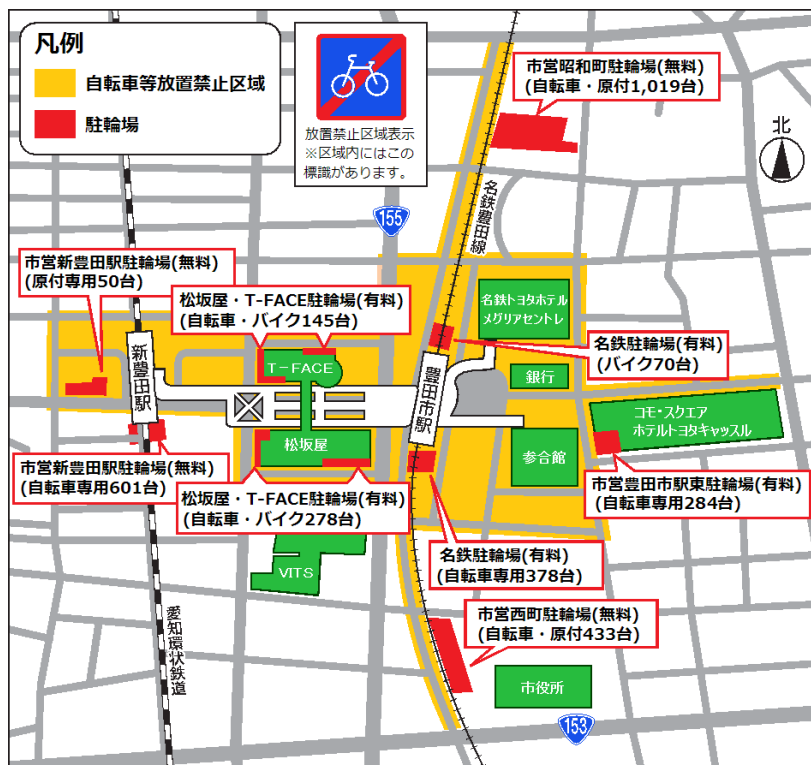 凡例
自転車等放置禁止区域
駐輪場
放置禁止区域表示
※区域内にはこの
標識があります。
市営昭和町駐輪場(無料)
(自転車・原付1,019台)
北
155
名鉄豊田線
市営新豊田駅駐輪場(無料)
(原付専用50台)
松坂屋・T-FACE駐輪場(有料)
(自転車・バイク145台)
名鉄トヨタホテル
メグリアセントレ
名鉄駐輪場(有料)
(バイク70台)
新豊田駅
T-FACE
豊田市駅
銀行
コモ・スクエア
ホテルトヨタキャッスル
松坂屋
参合館
市営新豊田駅駐輪場(無料)
(自転車専用601台)
松坂屋・T-FACE駐輪場(有料)
(自転車・バイク278台)
市営豊田市駅東駐輪場(有料)
(自転車専用284台)
名鉄駐輪場(有料)
(自転車専用378台)
VITS
愛知環状鉄道
市営西町駐輪場(無料)
(自転車・原付433台)
市役所
153